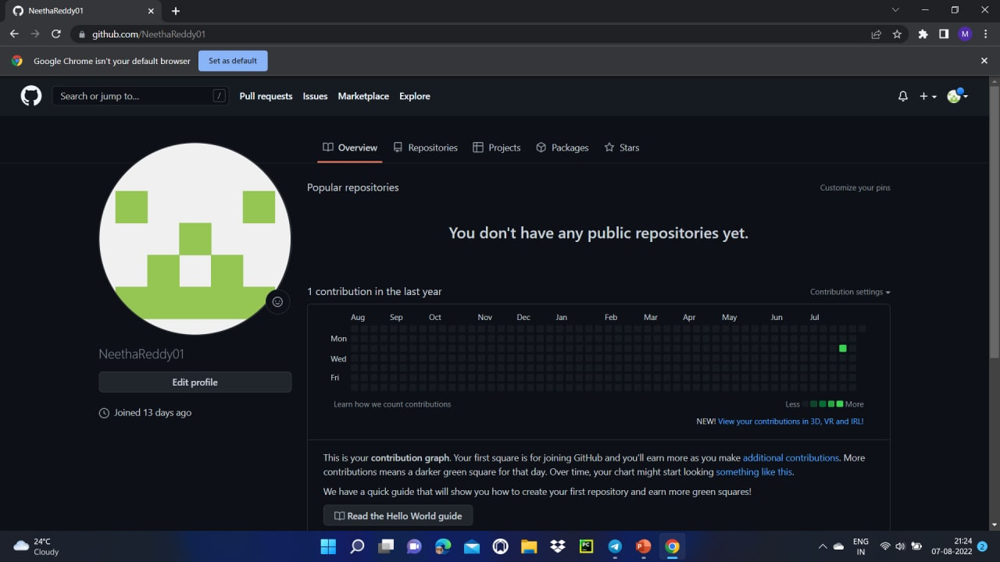 NeethaReddy01
github.com/NeethaReddy01
M
Google Chrome isn't your default browser
Set as default
Search or jump to...
/
Pull requests
Issues
Marketplace
Explore
Overview
Repositories
Projects
Packages
Stars
Popular repositories
Customize your pins
You don't have any public repositories yet.
1 contribution in the last year
Contribution settings
Aug Sep Oct Nov Dec Jan Feb Mar Apr May Jun Jul
Mon
Wed
Fri
Learn how we count contributions
Less
More
NEW! View your contributions in 3D, VR and IRL!
NeethaReddy01
Edit profile
Joined 13 days ago
This is your contribution graph. Your first square is for joining GitHub and you'll earn more as you make additional contributions. More
contributions means a darker green square for that day. Over time, your chart might start looking something like this.
We have a quick guide that will show you how to create your first repository and earn more green squares!
Read the Hello World guide
24°C
Cloudy
PC
P
ENG
IN
21:24
07-08-2022
2